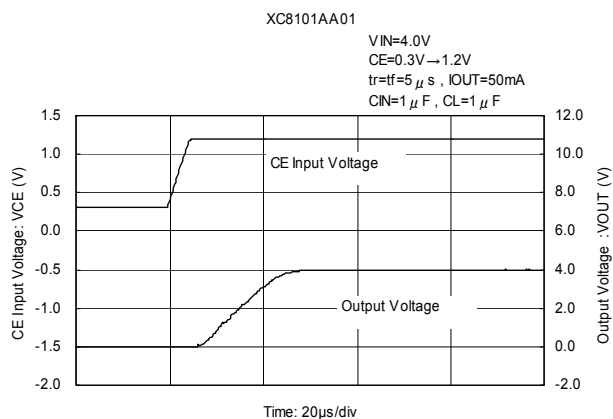 XC8101AA01
VIN=4.0V
CE=0.3V→1.2V
tr=tf=5μs , IOUT=50mA
CIN=1μF , CL=1μF
CE Input Voltage: VCE (V)
1.5
1.0
0.5
0.0
-0.5
-1.0
-1.5
-2.0
CE Input Voltage
Output Voltage
12.0
10.0
8.0
6.0
4.0
2.0
0.0
-2.0
Output Voltage :VOUT (V)
Time: 20μs/div